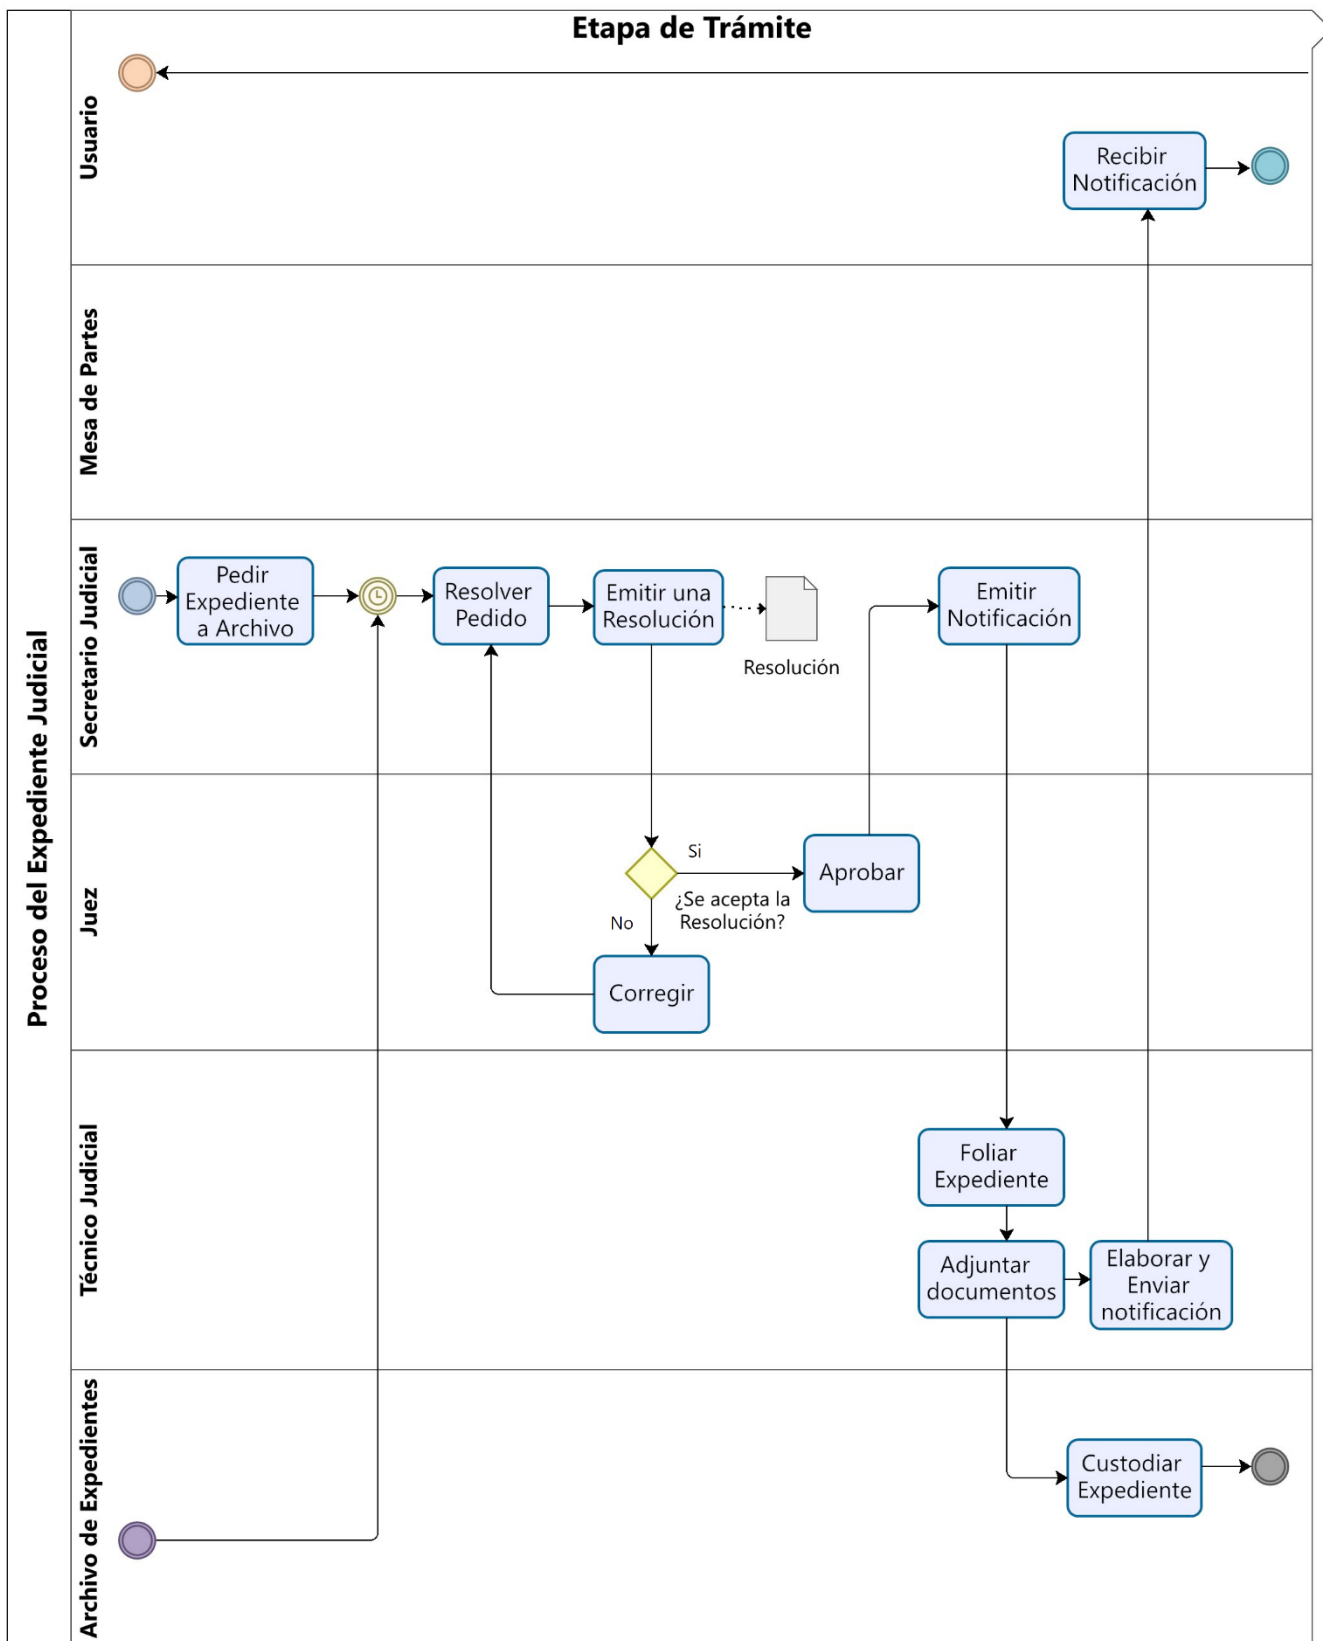 Etapa de Trámite
Proceso del Expediente Judicial
Usuario
Recibir
Notificación
Mesa de Partes
Secretario Judicial
Pedir
Expediente
a Archivo
Resolver
Pedido
Emitir una
Resolución
Resolución
Emitir
Notificación
Juez
Si
¿Se acepta la
Resolución?
No
Aprobar
Corregir
Técnico Judicial
Foliar
Expediente
Adjuntar
documentos
Elaborar y
Enviar
notificación
Archivo de Expedientes
Custodiar
Expediente